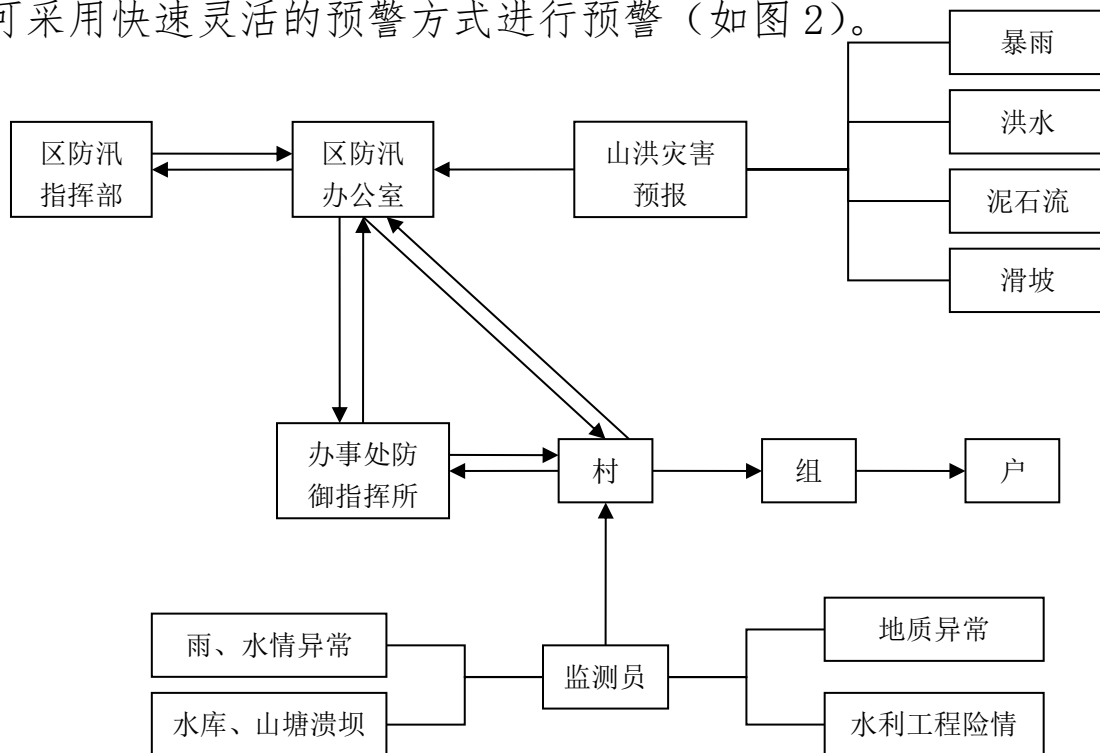 可采用快速灵活的预警方式进行预警（如图 2）。
暴雨
洪水
泥石流
滑坡
区防汛
指挥部
区防汛
办公室
山洪灾害
预报
办事处防
御指挥所
村
组
户
雨、水情异常
水库、山塘溃坝
监测员
地质异常
水利工程险情